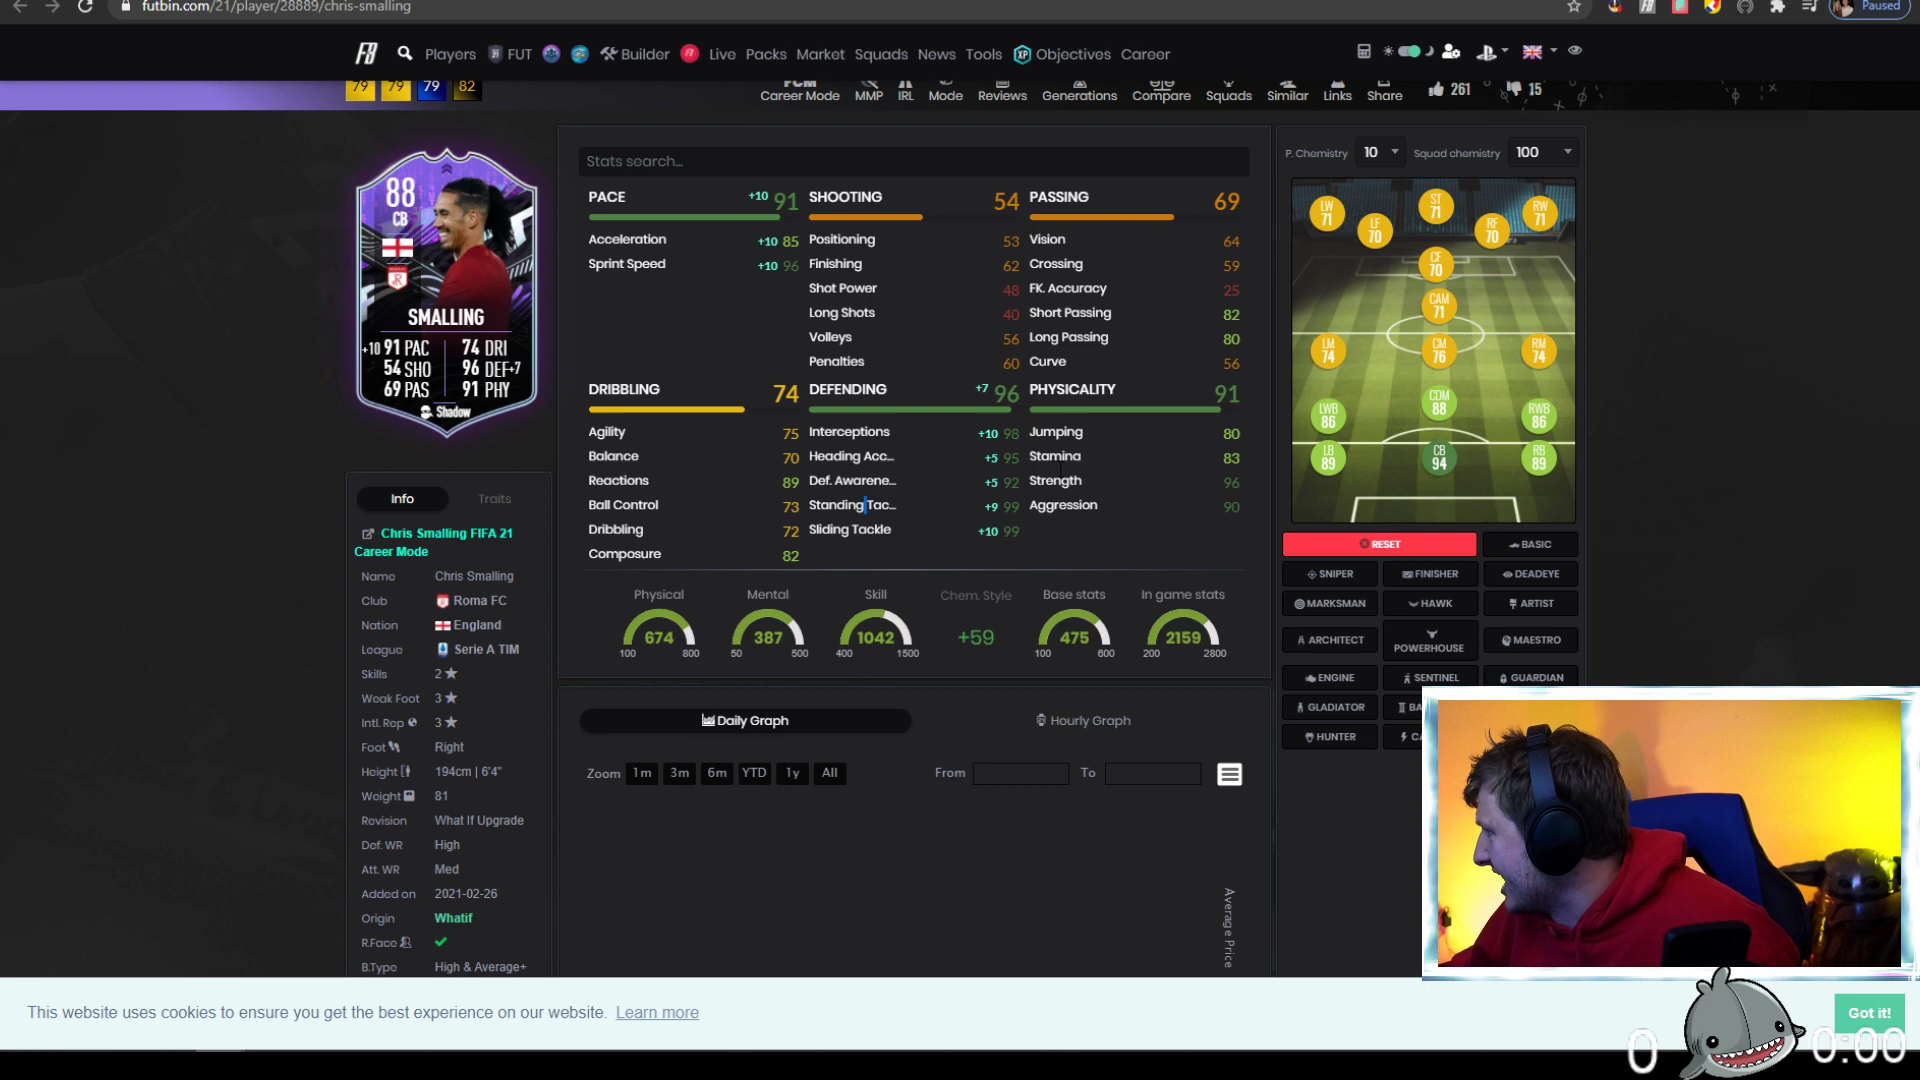 futbin.com/21/player/28889/chris-smalling
Paused
Players FUT Builder Live Packs Market Squads News Tools XP Objectives Career
79 79 79 82
Career Mode MMP IRL Mode Reviews Generations Compare Squads Similar Links Share 261 15
88
CB
SMALLING
+10 91 PAC 74 DRI
54 SHO 96 DEF+7
69 PAS 91 PHY
Shadow
Stats search...
PACE +10 91
Acceleration +10 85
Sprint Speed +10 96
SHOOTING 54
Positioning 53
Finishing 62
Shot Power 48
Long Shots 40
Volleys 56
Penalties 60
PASSING 69
Vision 64
Crossing 59
FK. Accuracy 25
Short Passing 82
Long Passing 80
Curve 56
DRIBBLING 74
Agility 75
Balance 70
Reactions 89
Ball Control 73
Dribbling 72
Composure 82
DEFENDING +7 96
Interceptions +10 98
Heading Acc... +5 95
Def. Awarene... +5 92
Standing Tac... +9 99
Sliding Tackle +10 99
PHYSICALITY 91
Jumping 80
Stamina 83
Strength 96
Aggression 90
Physical Mental Skill Chem. Style Base stats In game stats
674 387 1042 +59 475 2159
100 800 50 500 400 1500 100 600 200 2800
P. Chemistry 10 Squad chemistry 100
LW 71
ST 71
RW 71
LF 70
RF 70
CF 70
CAM 71
LM 74
CM 76
RM 74
CDM 88
LWB 86
RWB 86
LB 89
CB 94
RB 89
RESET BASIC
SNIPER FINISHER DEADEYE
MARKSMAN HAWK ARTIST
ARCHITECT POWERHOUSE MAESTRO
ENGINE SENTINEL GUARDIAN
GLADIATOR BA
HUNTER CA
Info Traits
Chris Smalling FIFA 21
Career Mode
Name Chris Smalling
Club Roma FC
Nation England
League Serie A TIM
Skills 2
Weak Foot 3
Intl. Rep 3
Foot Right
Height 194cm | 6'4"
Weight 81
Revision What If Upgrade
Def. WR High
Att. WR Med
Added on 2021-02-26
Origin Whatif
R.Face
B.Type High & Average+
Daily Graph Hourly Graph
Zoom 1m 3m 6m YTD 1y All From To
Average Price
This website uses cookies to ensure you get the best experience on our website. Learn more
Got it!
0 0:00